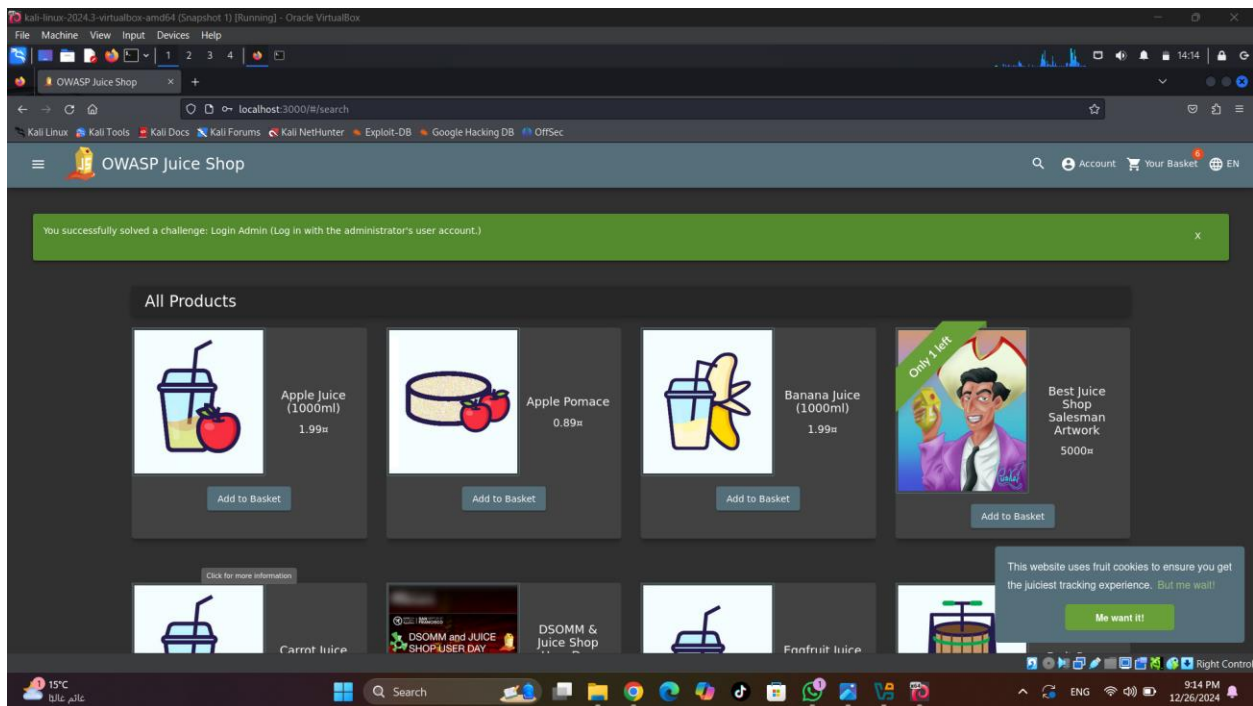 kali-linux-2024.3-virtualbox-amd64 (Snapshot 1) [Running] - Oracle VirtualBox
File Machine View Input Devices Help
1 2 3 4
14:14
OWASP Juice Shop
localhost:3000/#/search
Kali Linux Kali Tools Kali Docs Kali Forums Kali NetHunter Exploit-DB Google Hacking DB OffSec
OWASP Juice Shop
Account Your Basket 6 EN
You successfully solved a challenge: Login Admin (Log in with the administrator's user account.)
X
All Products
Apple Juice
(1000ml)
1.99¤
Add to Basket
Apple Pomace
0.89¤
Add to Basket
Banana Juice
(1000ml)
1.99¤
Add to Basket
Only 1 left
Best Juice
Shop
Salesman
Artwork
5000¤
Add to Basket
Click for more information
Carrot Juice
DSOMM and JUICE
SHOP USER DAY
DSOMM &
Juice Shop
Eggfruit Juice
This website uses fruit cookies to ensure you get
the juiciest tracking experience. But me wait!
Me want it!
Right Control
1
15°C
غائم غالبا
Search
ENG
9:14 PM
12/26/2024